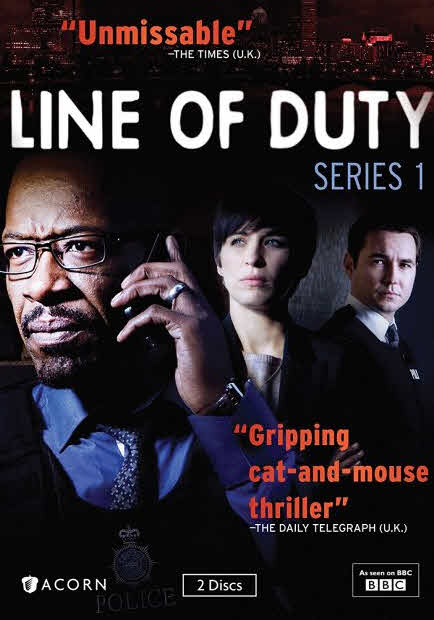 "Unmissable"
—THE TIMES (U.K.)
LINE OF DUTY
SERIES 1
"Gripping
cat-and-mouse
thriller"
—THE DAILY TELEGRAPH (U.K.)
ACORN
2 Discs
As seen on BBC
BBC
POLICE